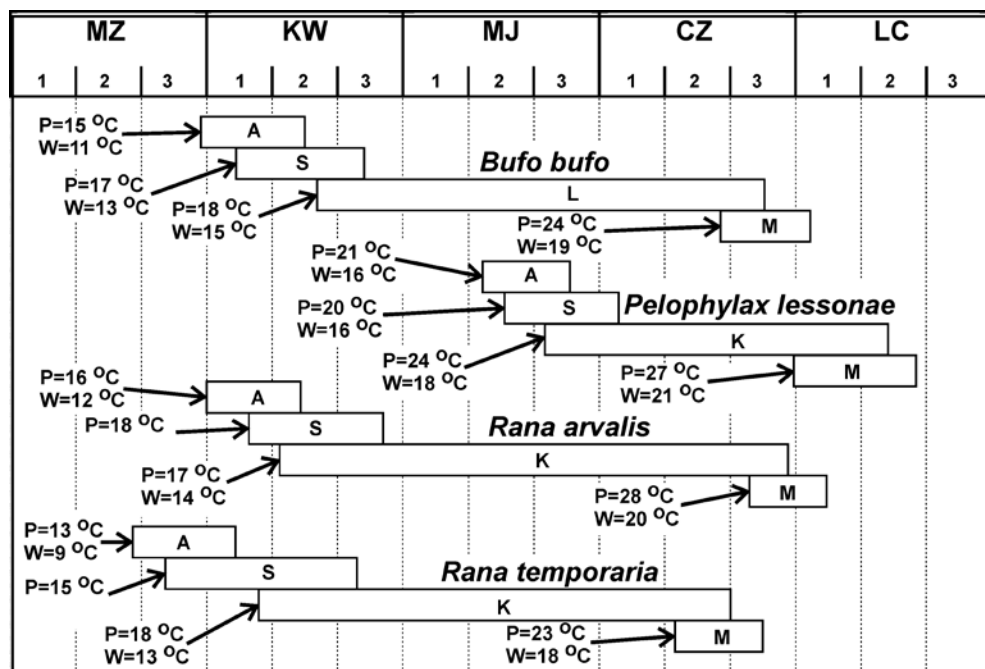 MZ KW MJ CZ LC
1 2 3 1 2 3 1 2 3 1 2 3 1 2 3
P=15 °C
W=11 °C
A
P=17 °C
W=13 °C
S
Bufo bufo
P=18 °C
W=15 °C
L
P=24 °C
W=19 °C
M
P=21 °C
W=16 °C
A
P=20 °C
W=16 °C
S
Pelophylax lessonae
P=24 °C
W=18 °C
K
P=27 °C
W=21 °C
M
P=16 °C
W=12 °C
A
P=18 °C
S
Rana arvalis
P=17 °C
W=14 °C
K
P=28 °C
W=20 °C
M
P=13 °C
W=9 °C
A
P=15 °C
S
Rana temporaria
P=18 °C
W=13 °C
K
P=23 °C
W=18 °C
M